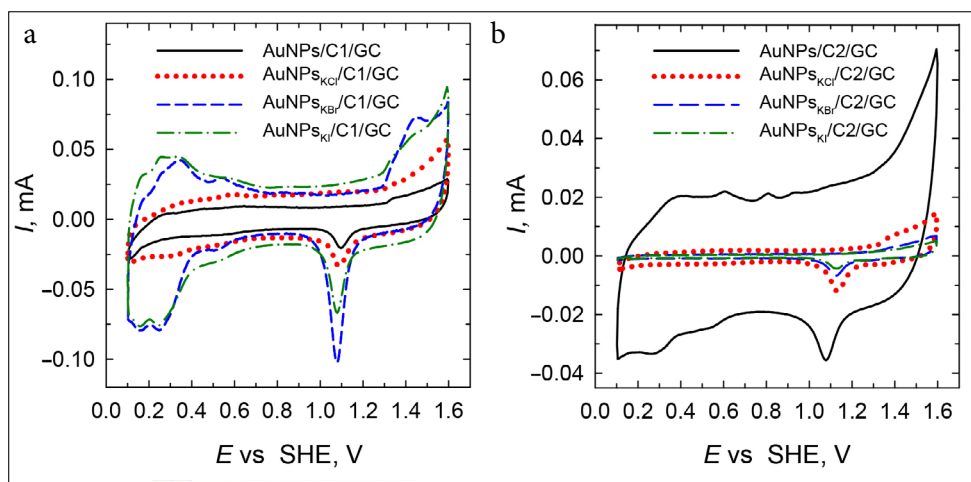 a
AuNPs/C1/GC
AuNPsKCl/C1/GC
AuNPsKBr/C1/GC
AuNPsKI/C1/GC
I, mA
0.10
0.05
0.00
−0.05
−0.10
0.0 0.2 0.4 0.6 0.8 1.0 1.2 1.4 1.6
E vs SHE, V
b
AuNPs/C2/GC
AuNPsKCl/C2/GC
AuNPsKBr/C2/GC
AuNPsKI/C2/GC
I, mA
0.06
0.04
0.02
0.00
−0.02
−0.04
0.0 0.2 0.4 0.6 0.8 1.0 1.2 1.4 1.6
E vs SHE, V